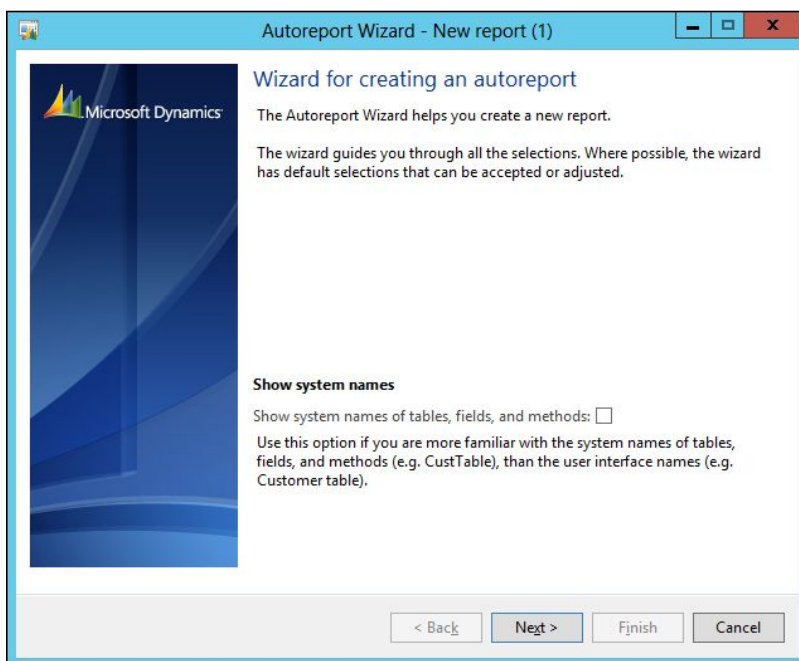 Autoreport Wizard - New report (1)
Microsoft Dynamics
Wizard for creating an autoreport
The Autoreport Wizard helps you create a new report.
The wizard guides you through all the selections. Where possible, the wizard
has default selections that can be accepted or adjusted.
Show system names
Show system names of tables, fields, and methods:
Use this option if you are more familiar with the system names of tables,
fields, and methods (e.g. CustTable), than the user interface names (e.g.
Customer table).
< Back Next > Finish Cancel